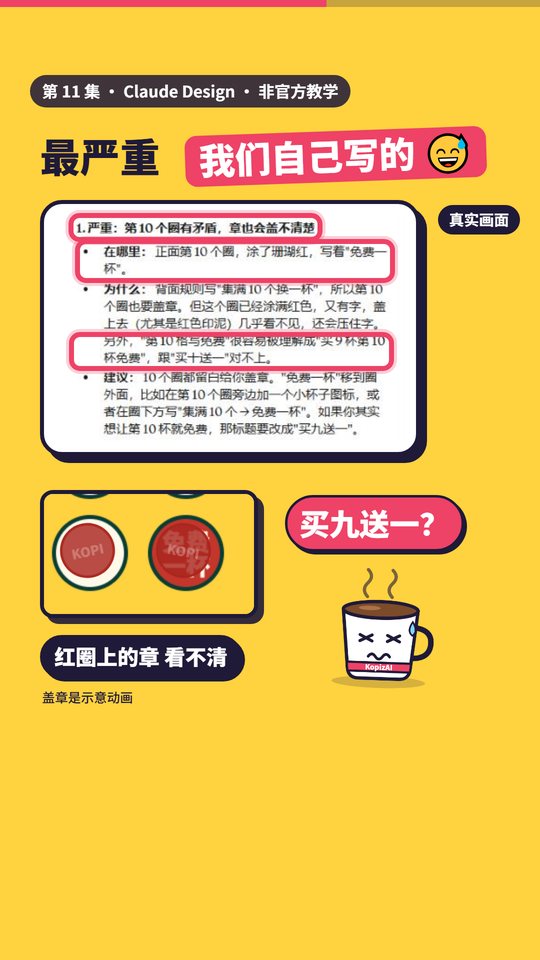 第 11 集 · Claude Design · 非官方教学
最严重
我们自己写的
真实画面
1. 严重：第 10 个圈有矛盾，章也会盖不清楚
• 在哪里：正面第 10 个圈，涂了珊瑚红，写着"免费一
杯"。
• 为什么：背面规则写"集满 10 个换一杯"，所以第 10
个圈也要盖章。但这个圈已经涂满红色，又有字，盖
上去（尤其是红色印泥）几乎看不见，还会压住字。
另外，"第 10 格写免费"很容易被理解成"买 9 杯第 10
杯免费"，跟"买十送一"对不上。
• 建议：10 个圈都留白给你盖章。"免费一杯"移到圈
外面，比如在第 10 个圈旁边加一个小杯子图标，或
者在圈下方写"集满 10 个 → 免费一杯"。如果你其实
想让第 10 杯就免费，那标题要改成"买九送一"。
KOPI
免费
KOPI
一杯
买九送一？
KopizAI
红圈上的章 看不清
盖章是示意动画